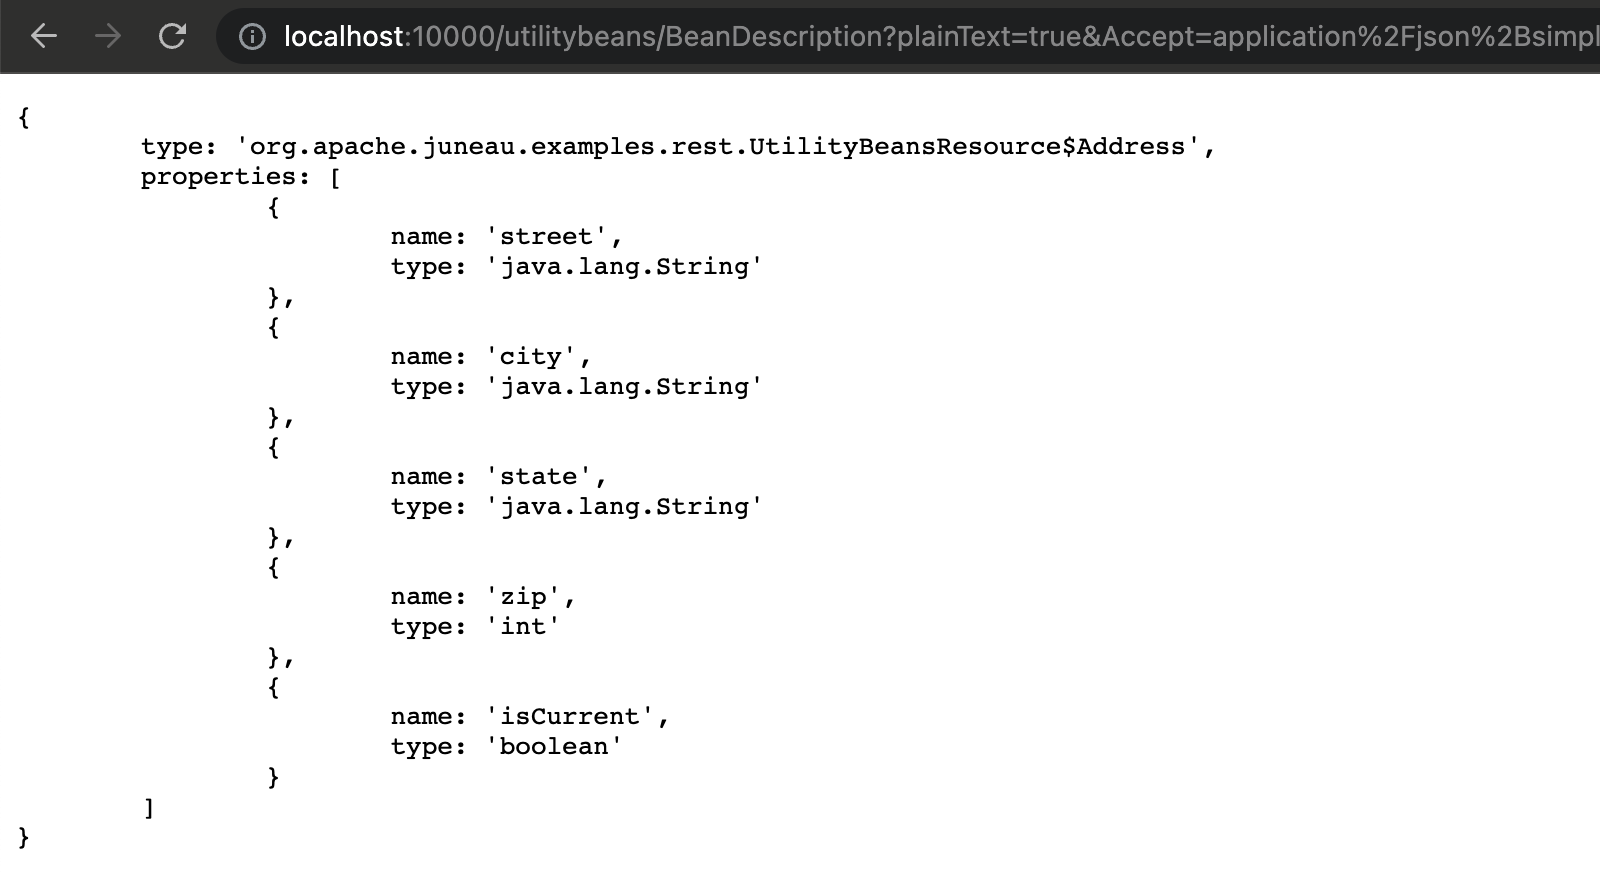 localhost:10000/utilitybeans/BeanDescription?plainText=true&Accept=application%2Fjson%2Bsimpl
{
type: 'org.apache.juneau.examples.rest.UtilityBeansResource$Address',
properties: [
{
name: 'street',
type: 'java.lang.String'
},
{
name: 'city',
type: 'java.lang.String'
},
{
name: 'state',
type: 'java.lang.String'
},
{
name: 'zip',
type: 'int'
},
{
name: 'isCurrent',
type: 'boolean'
}
]
}